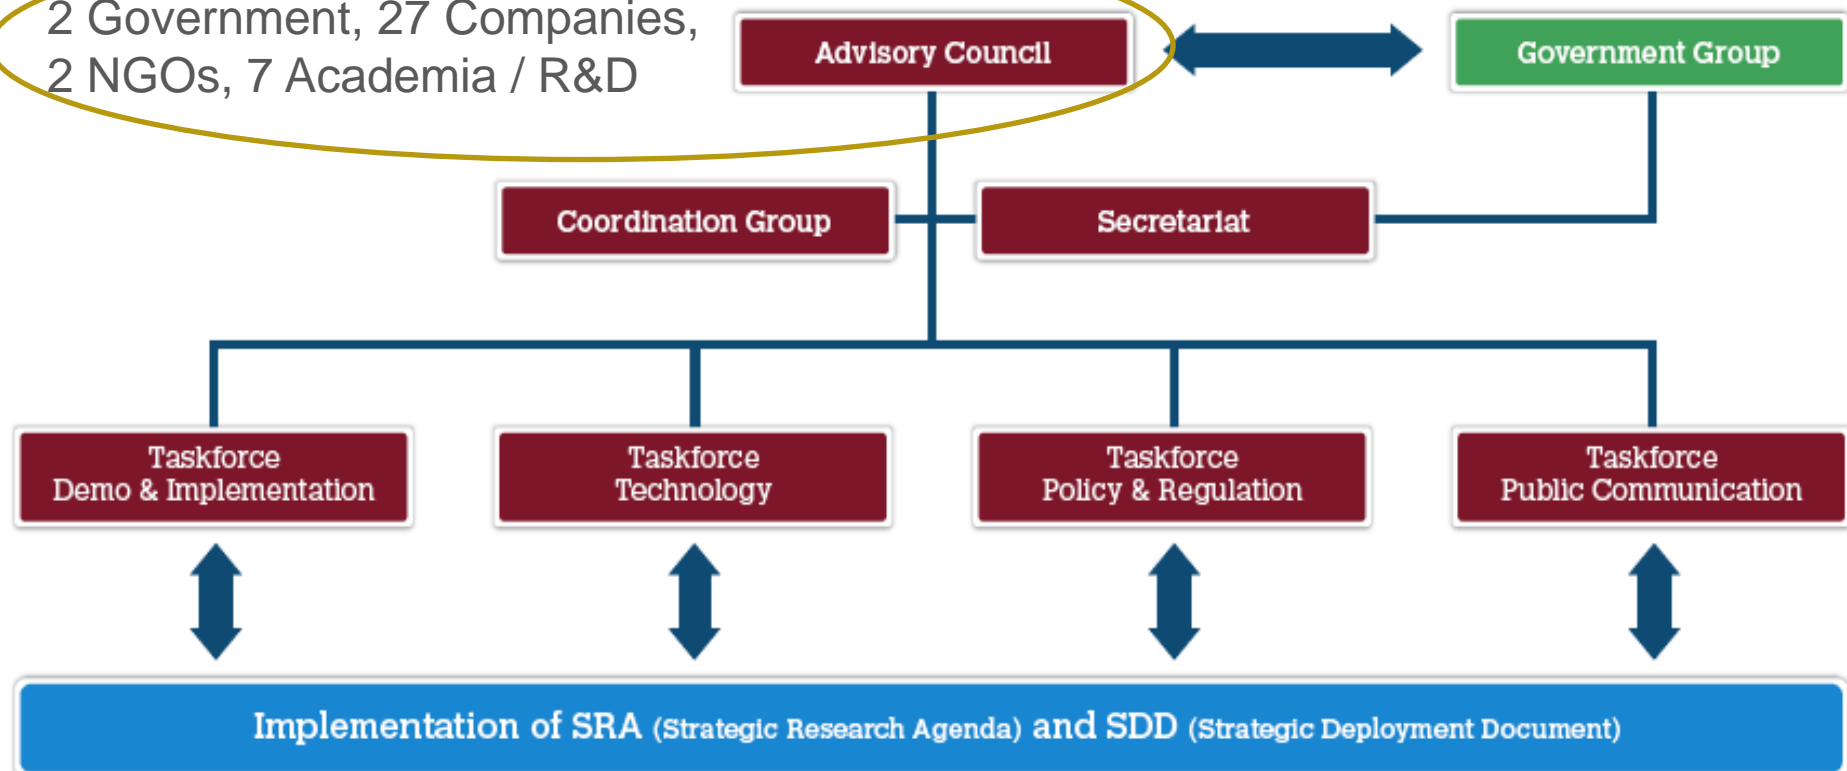 2 Government, 27 Companies,
2 NGOs, 7 Academia / R&D
Advisory Council
Government Group
Coordination Group
Secretariat
Taskforce
Demo & Implementation
Taskforce
Technology
Taskforce
Policy & Regulation
Taskforce
Public Communication
Implementation of SRA (Strategic Research Agenda) and SDD (Strategic Deployment Document)